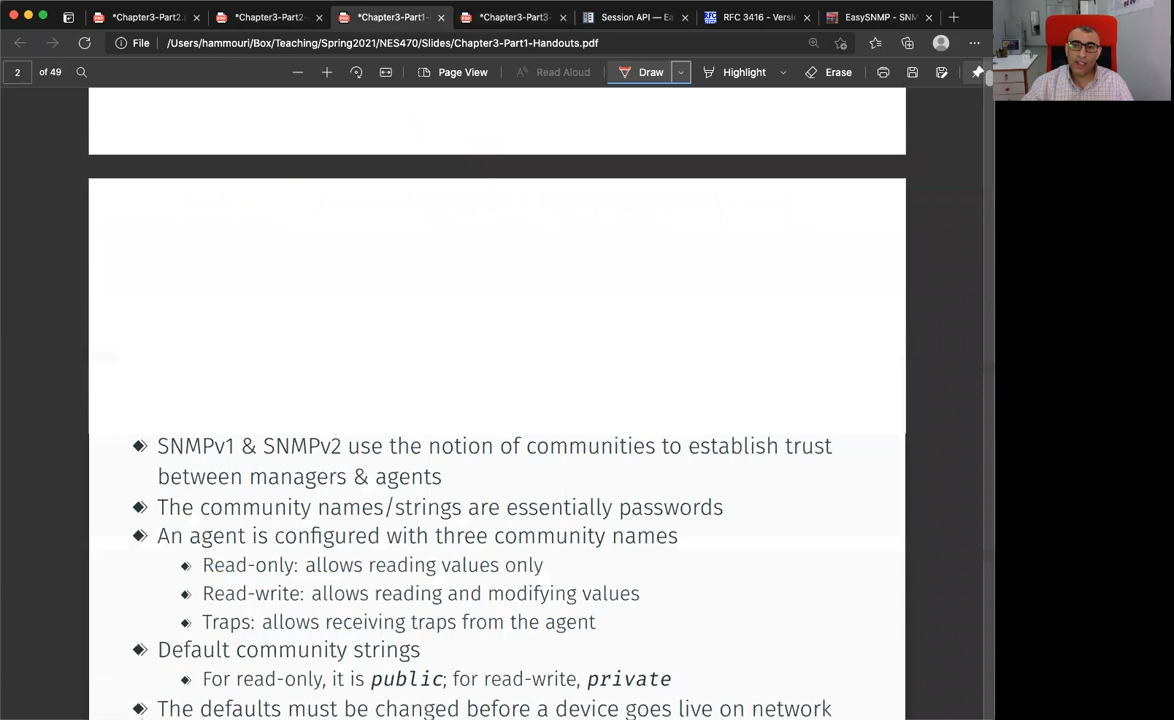 *Chapter3-Part2.
*Chapter3-Part2-
*Chapter3-Part1-
*Chapter3-Part3-
Session API — Ea
RFC 3416 - Versi
EasySNMP - SNM
File
/Users/hammouri/Box/Teaching/Spring2021/NES470/Slides/Chapter3-Part1-Handouts.pdf
2 of 49
Page View
Read Aloud
Draw
Highlight
Erase
SNMPv1 & SNMPv2 use the notion of communities to establish trust
between managers & agents
The community names/strings are essentially passwords
An agent is configured with three community names
Read-only: allows reading values only
Read-write: allows reading and modifying values
Traps: allows receiving traps from the agent
Default community strings
For read-only, it is public; for read-write, private
The defaults must be changed before a device goes live on network